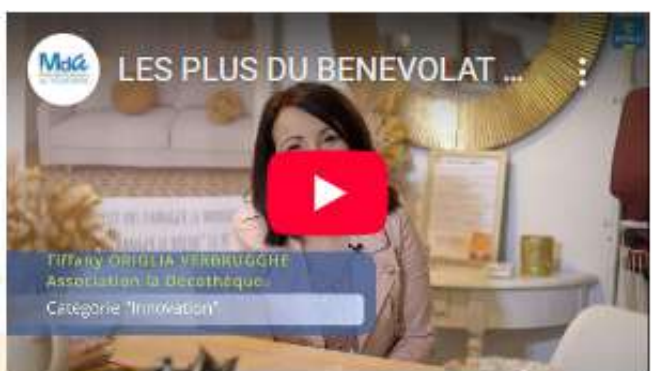 MdA
LES PLUS DU BENEVOLAT ...
Tiffany ORIGLIA VERBRUGGHE
Association la Décothèque
Catégorie "Innovation"